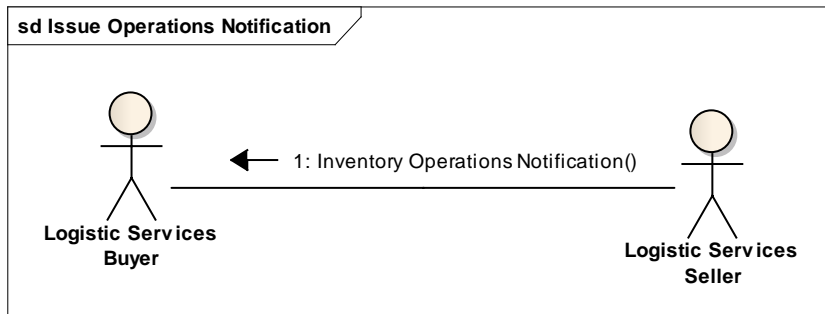 sd Issue Operations Notification
1: Inventory Operations Notification()
Logistic Services
Buyer
Logistic Services
Seller